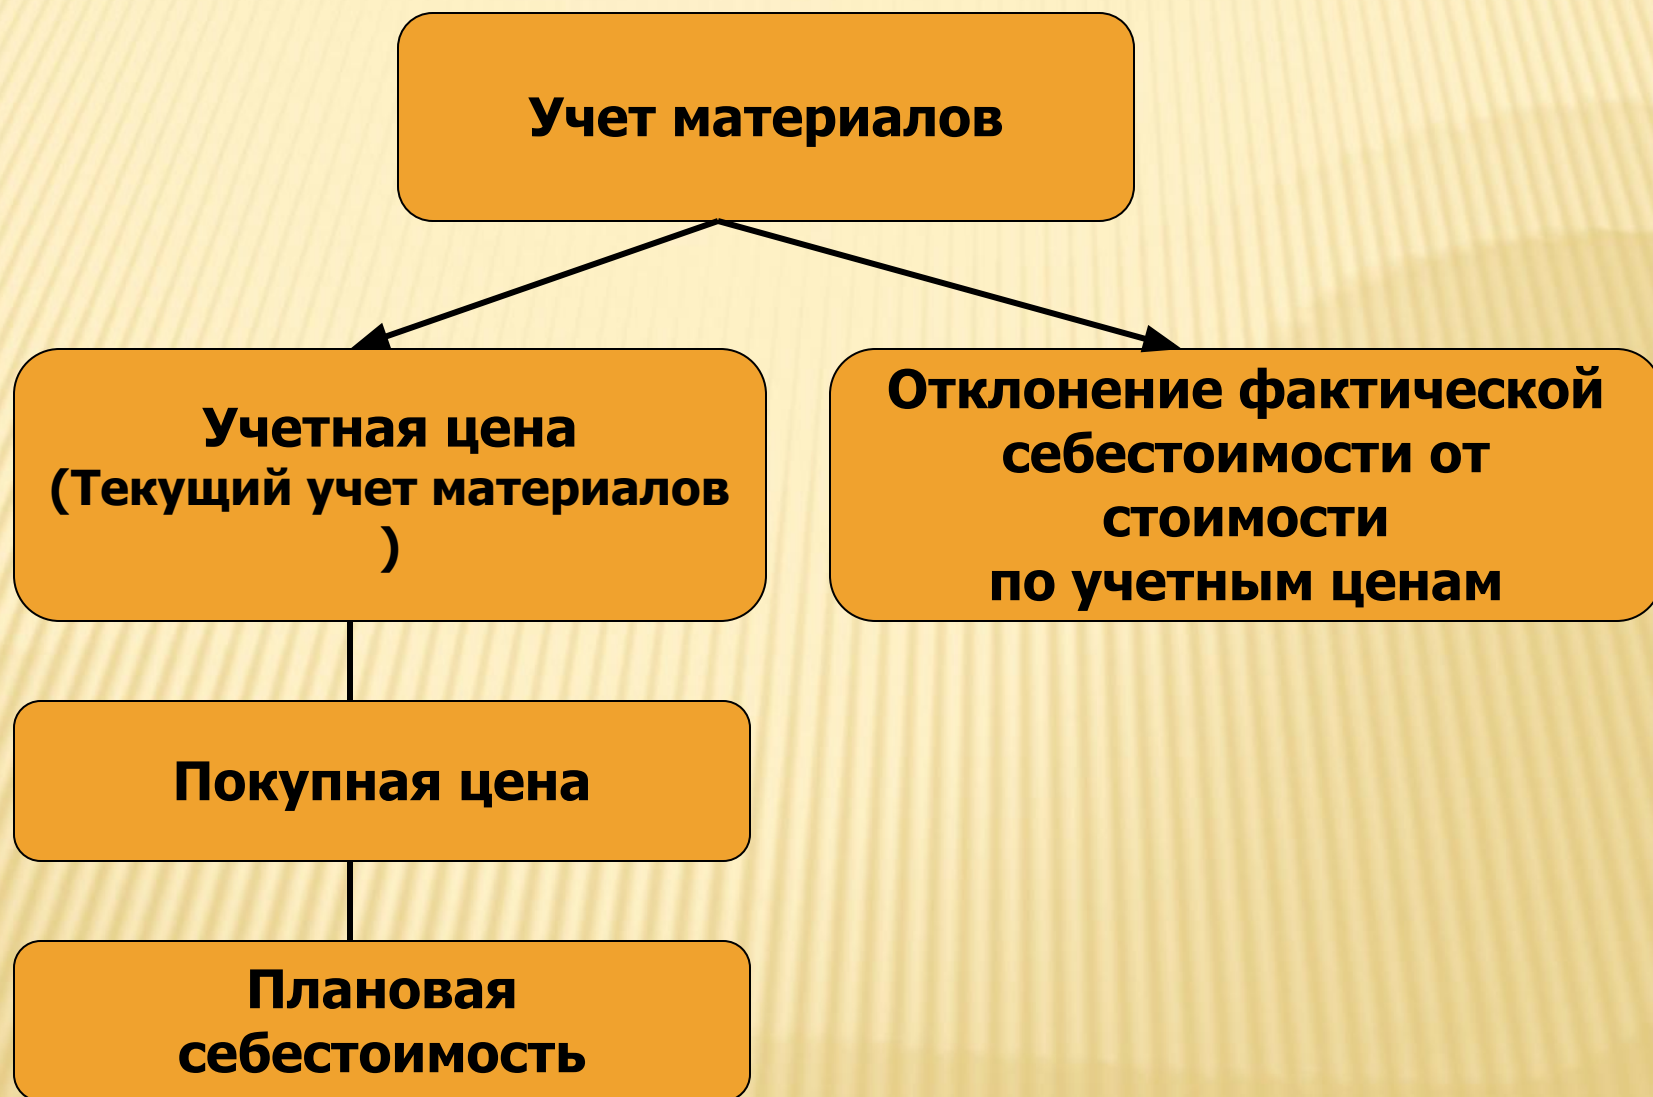 Учет материалов
Учетная цена
(Текущий учет материалов
)
Отклонение фактической
себестоимости от
стоимости
по учетным ценам
Покупная цена
Плановая
себестоимость